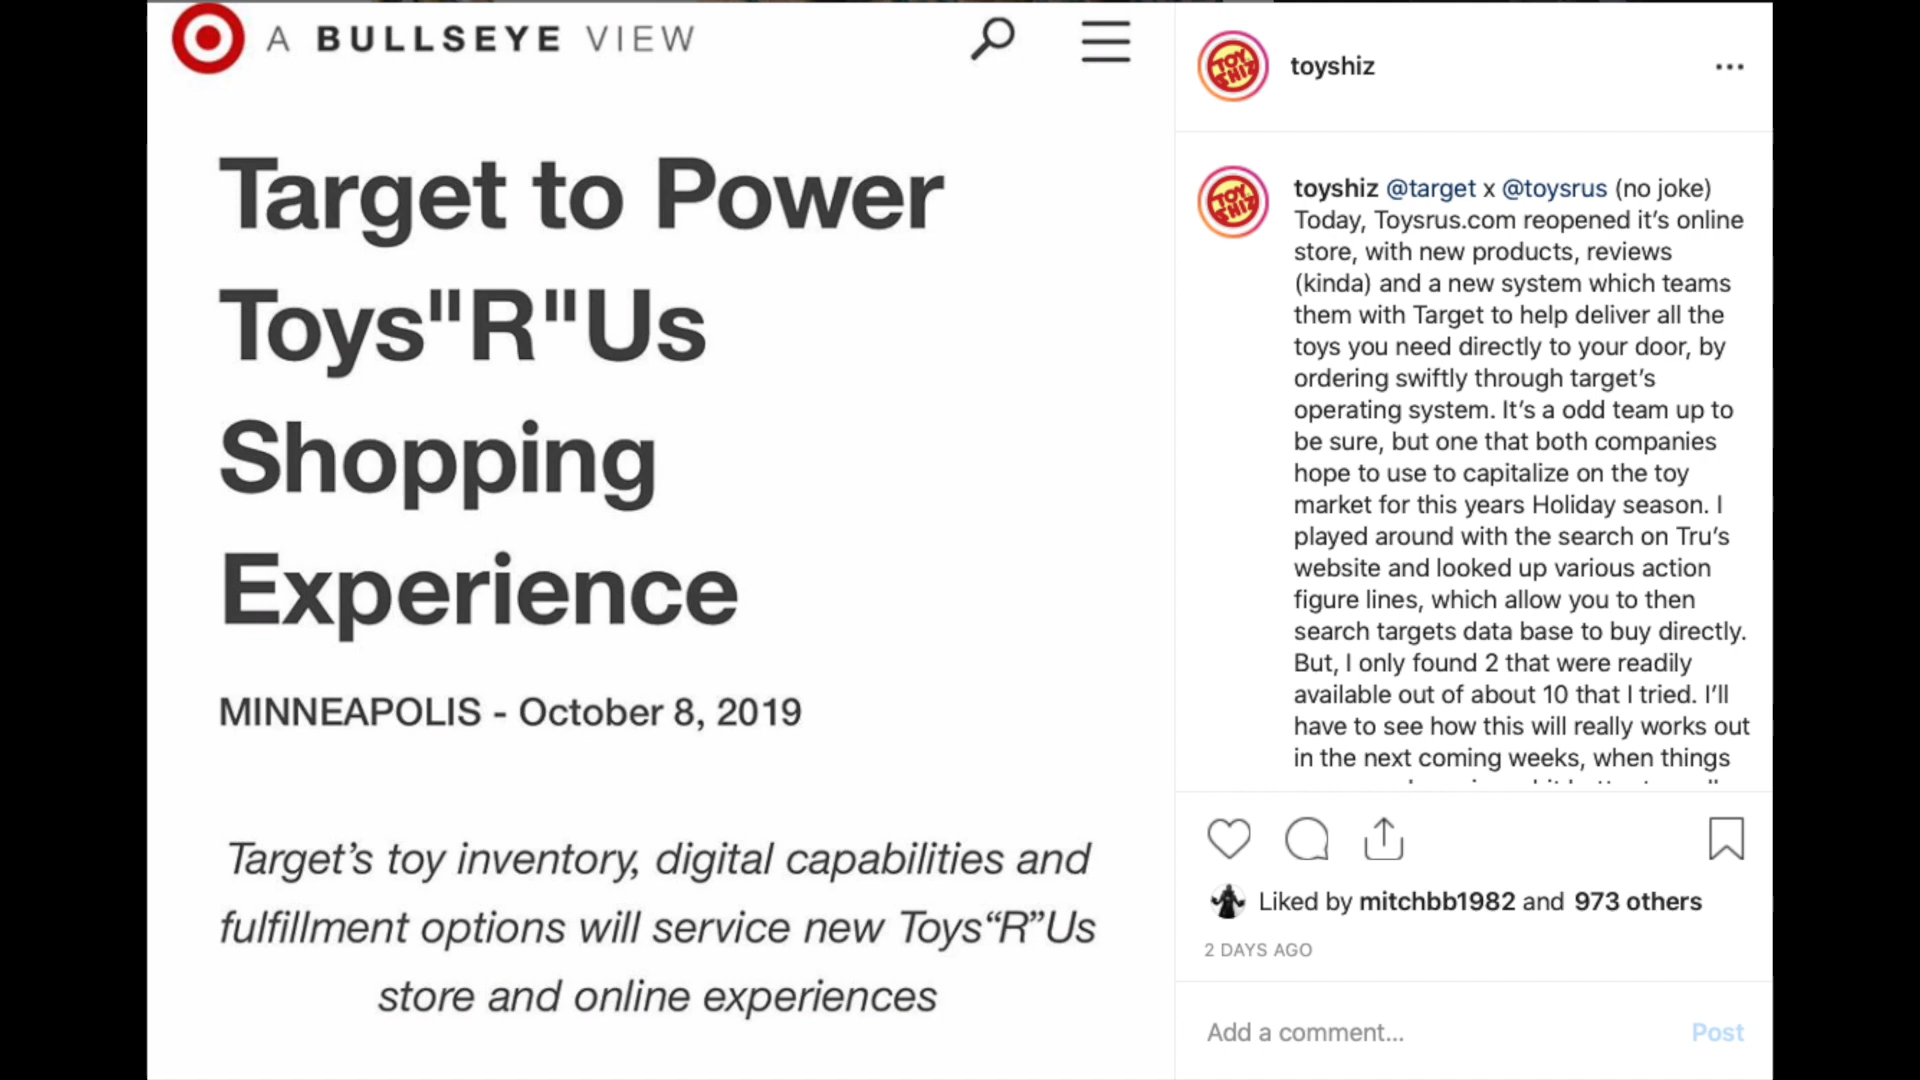 A BULLSEYE VIEW
Target to Power
Toys"R"Us
Shopping
Experience
MINNEAPOLIS - October 8, 2019
Target’s toy inventory, digital capabilities and
fulfillment options will service new Toys“R”Us
store and online experiences
TOY SHIZ
toyshiz
TOY SHIZ
toyshiz @target x @toysrus (no joke)
Today, Toysrus.com reopened it’s online
store, with new products, reviews
(kinda) and a new system which teams
them with Target to help deliver all the
toys you need directly to your door, by
ordering swiftly through target’s
operating system. It’s a odd team up to
be sure, but one that both companies
hope to use to capitalize on the toy
market for this years Holiday season. I
played around with the search on Tru’s
website and looked up various action
figure lines, which allow you to then
search targets data base to buy directly.
But, I only found 2 that were readily
available out of about 10 that I tried. I’ll
have to see how this will really works out
in the next coming weeks, when things
Liked by mitchbb1982 and 973 others
2 DAYS AGO
Add a comment...
Post